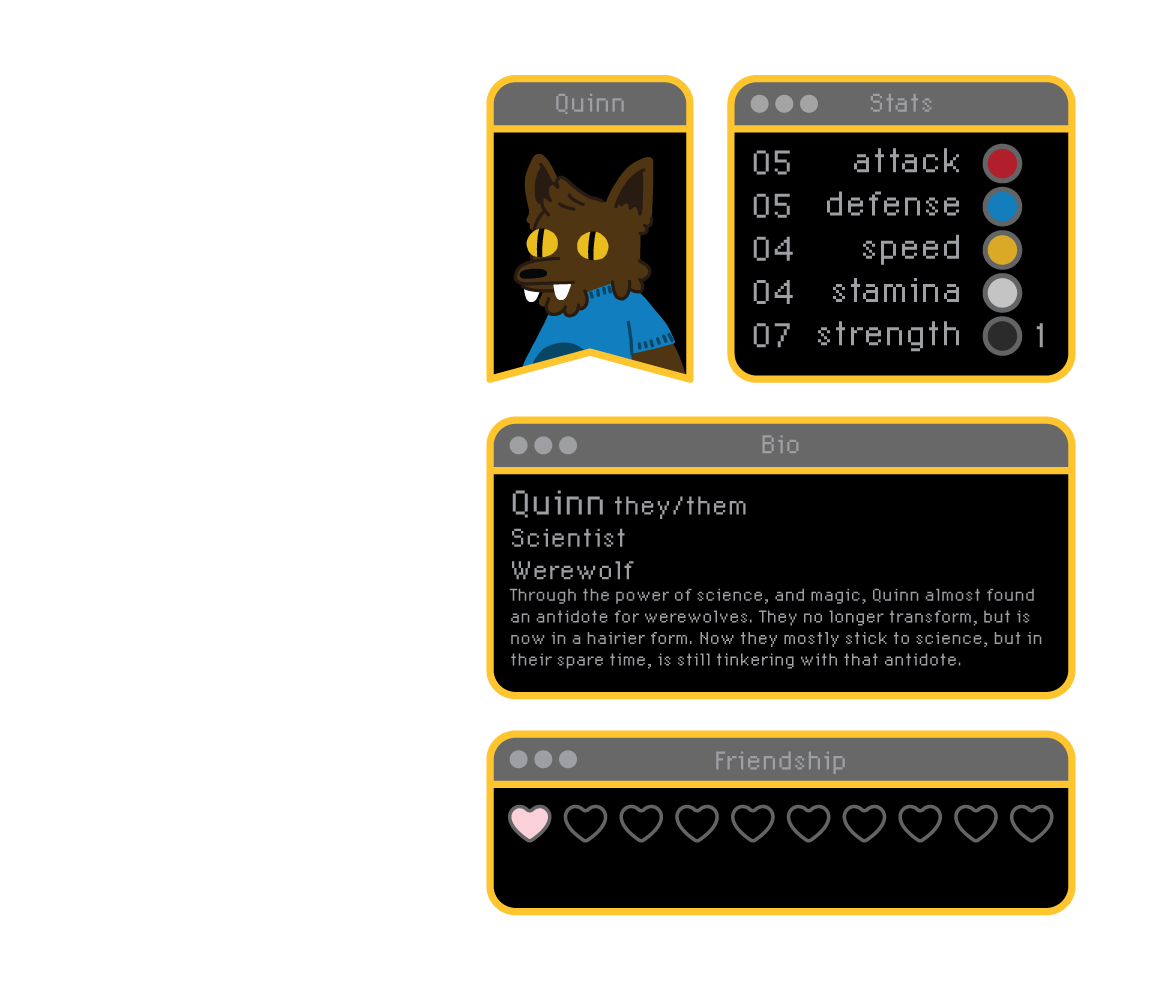 Quinn
Stats
05 attack
05 defense
04 speed
04 stamina
07 strength 1
Bio
Quinn they/them
Scientist
Werewolf
Through the power of science, and magic, Quinn almost found
an antidote for werewolves. They no longer transform, but is
now in a hairier form. Now they mostly stick to science, but in
their spare time, is still tinkering with that antidote.
Friendship